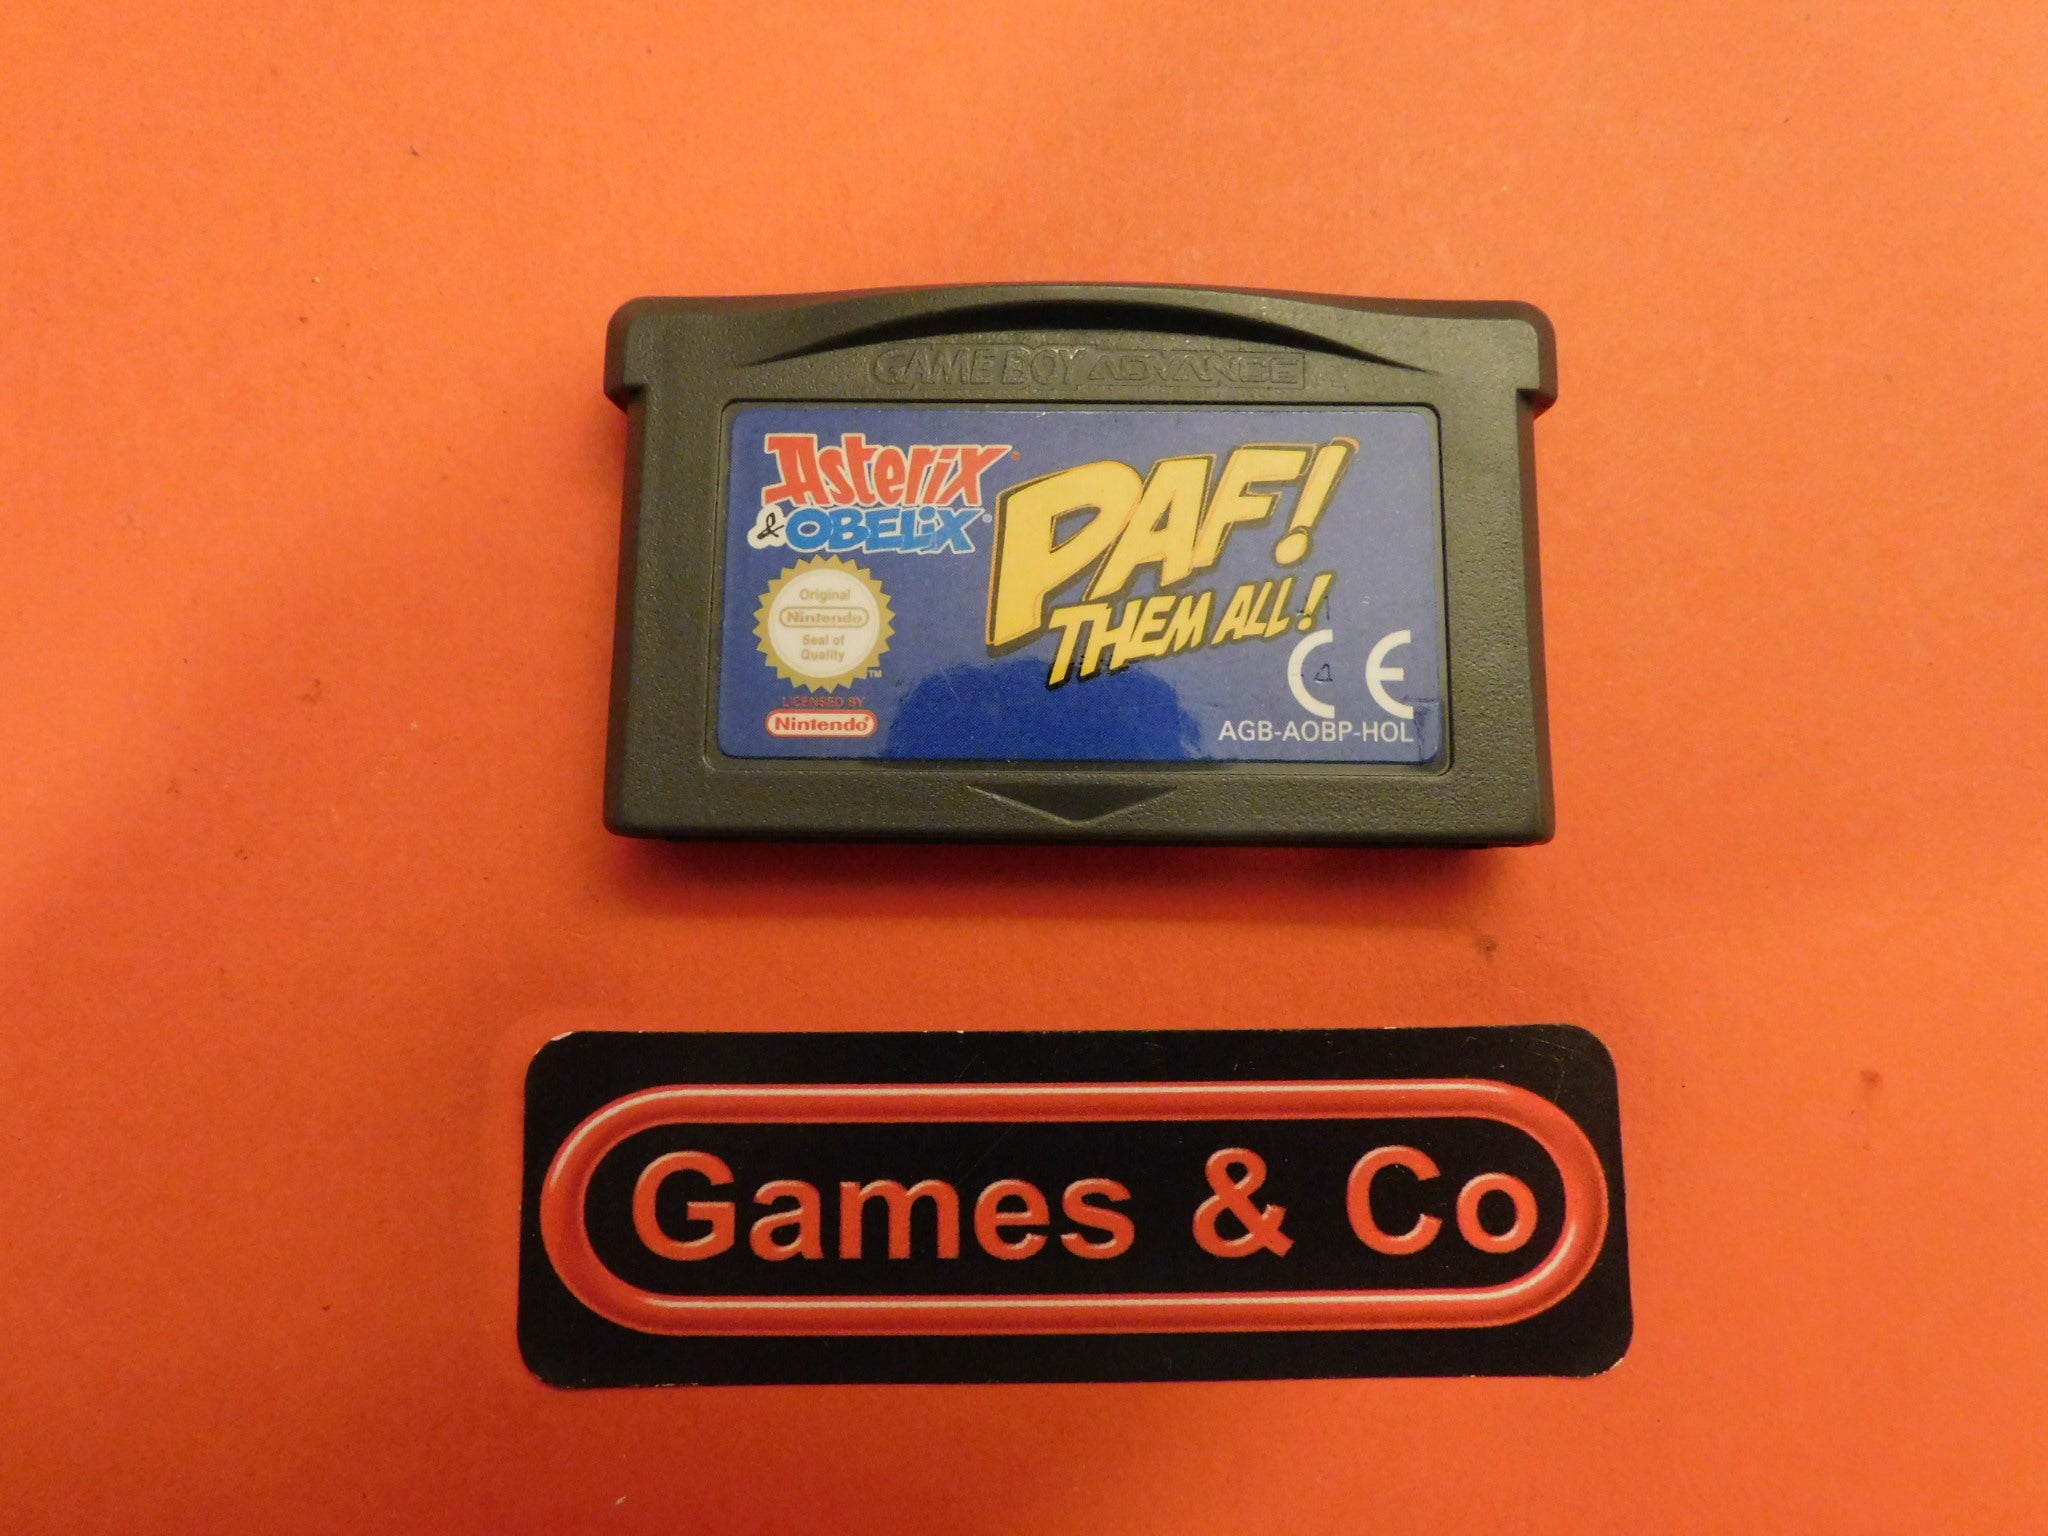 GAME BOY ADVANCE
Asterix
& OBELIX
PAF!
THEM ALL!
Original
Nintendo
Seal of
Quality
TM
LICENSED BY
Nintendo
CE
AGB-AOBP-HOL
Games & Co